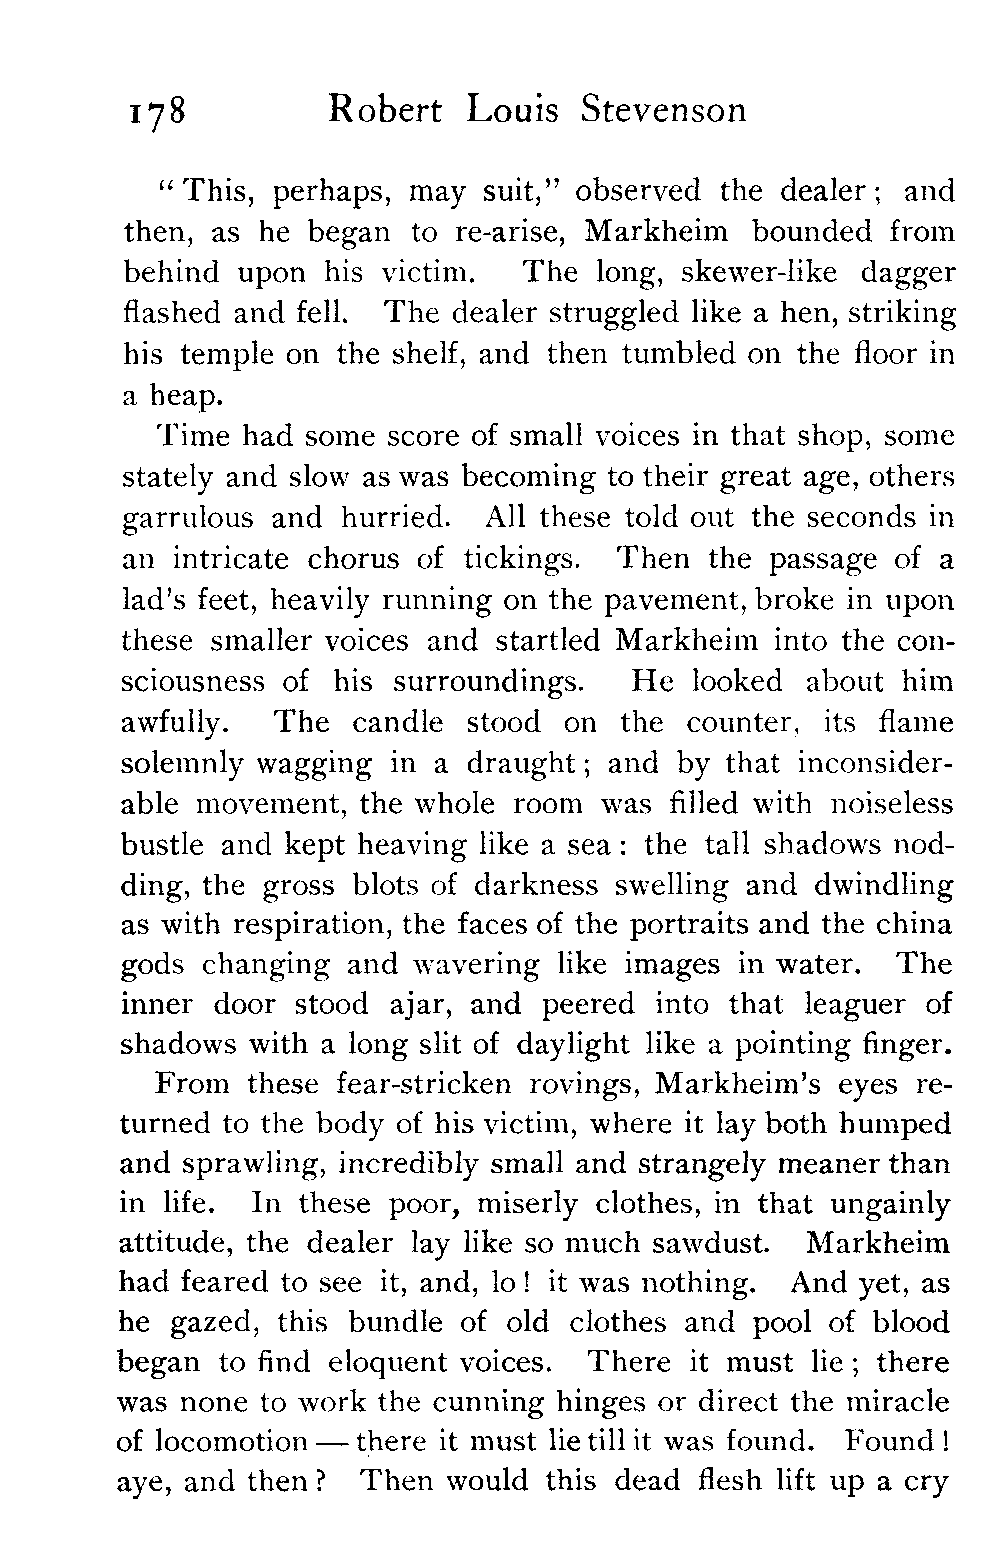 178 Robert Louis Stevenson
“ This, perhaps, may suit,” observed the dealer ; and
then, as he began to re-arise, Markheim bounded from
behind upon his victim. The long, skewer-like dagger
flashed and fell. The dealer struggled like a hen, striking
his temple on the shelf, and then tumbled on the floor in
a heap.
Time had some score of small voices in that shop, some
stately and slow as was becoming to their great age, others
garrulous and hurried. All these told out the seconds in
an intricate chorus of tickings. Then the passage of a
lad’s feet, heavily running on the pavement, broke in upon
these smaller voices and startled Markheim into the con-
sciousness of his surroundings. He looked about him
awfully. The candle stood on the counter, its flame
solemnly wagging in a draught ; and by that inconsider-
able movement, the whole room was filled with noiseless
bustle and kept heaving like a sea : the tall shadows nod-
ding, the gross blots of darkness swelling and dwindling
as with respiration, the faces of the portraits and the china
gods changing and wavering like images in water. The
inner door stood ajar, and peered into that leaguer of
shadows with a long slit of daylight like a pointing finger.
From these fear-stricken rovings, Markheim’s eyes re-
turned to the body of his victim, where it lay both humped
and sprawling, incredibly small and strangely meaner than
in life. In these poor, miserly clothes, in that ungainly
attitude, the dealer lay like so much sawdust. Markheim
had feared to see it, and, lo ! it was nothing. And yet, as
he gazed, this bundle of old clothes and pool of blood
began to find eloquent voices. There it must lie ; there
was none to work the cunning hinges or direct the miracle
of locomotion — there it must lie till it was found. Found !
aye, and then ? Then would this dead flesh lift up a cry